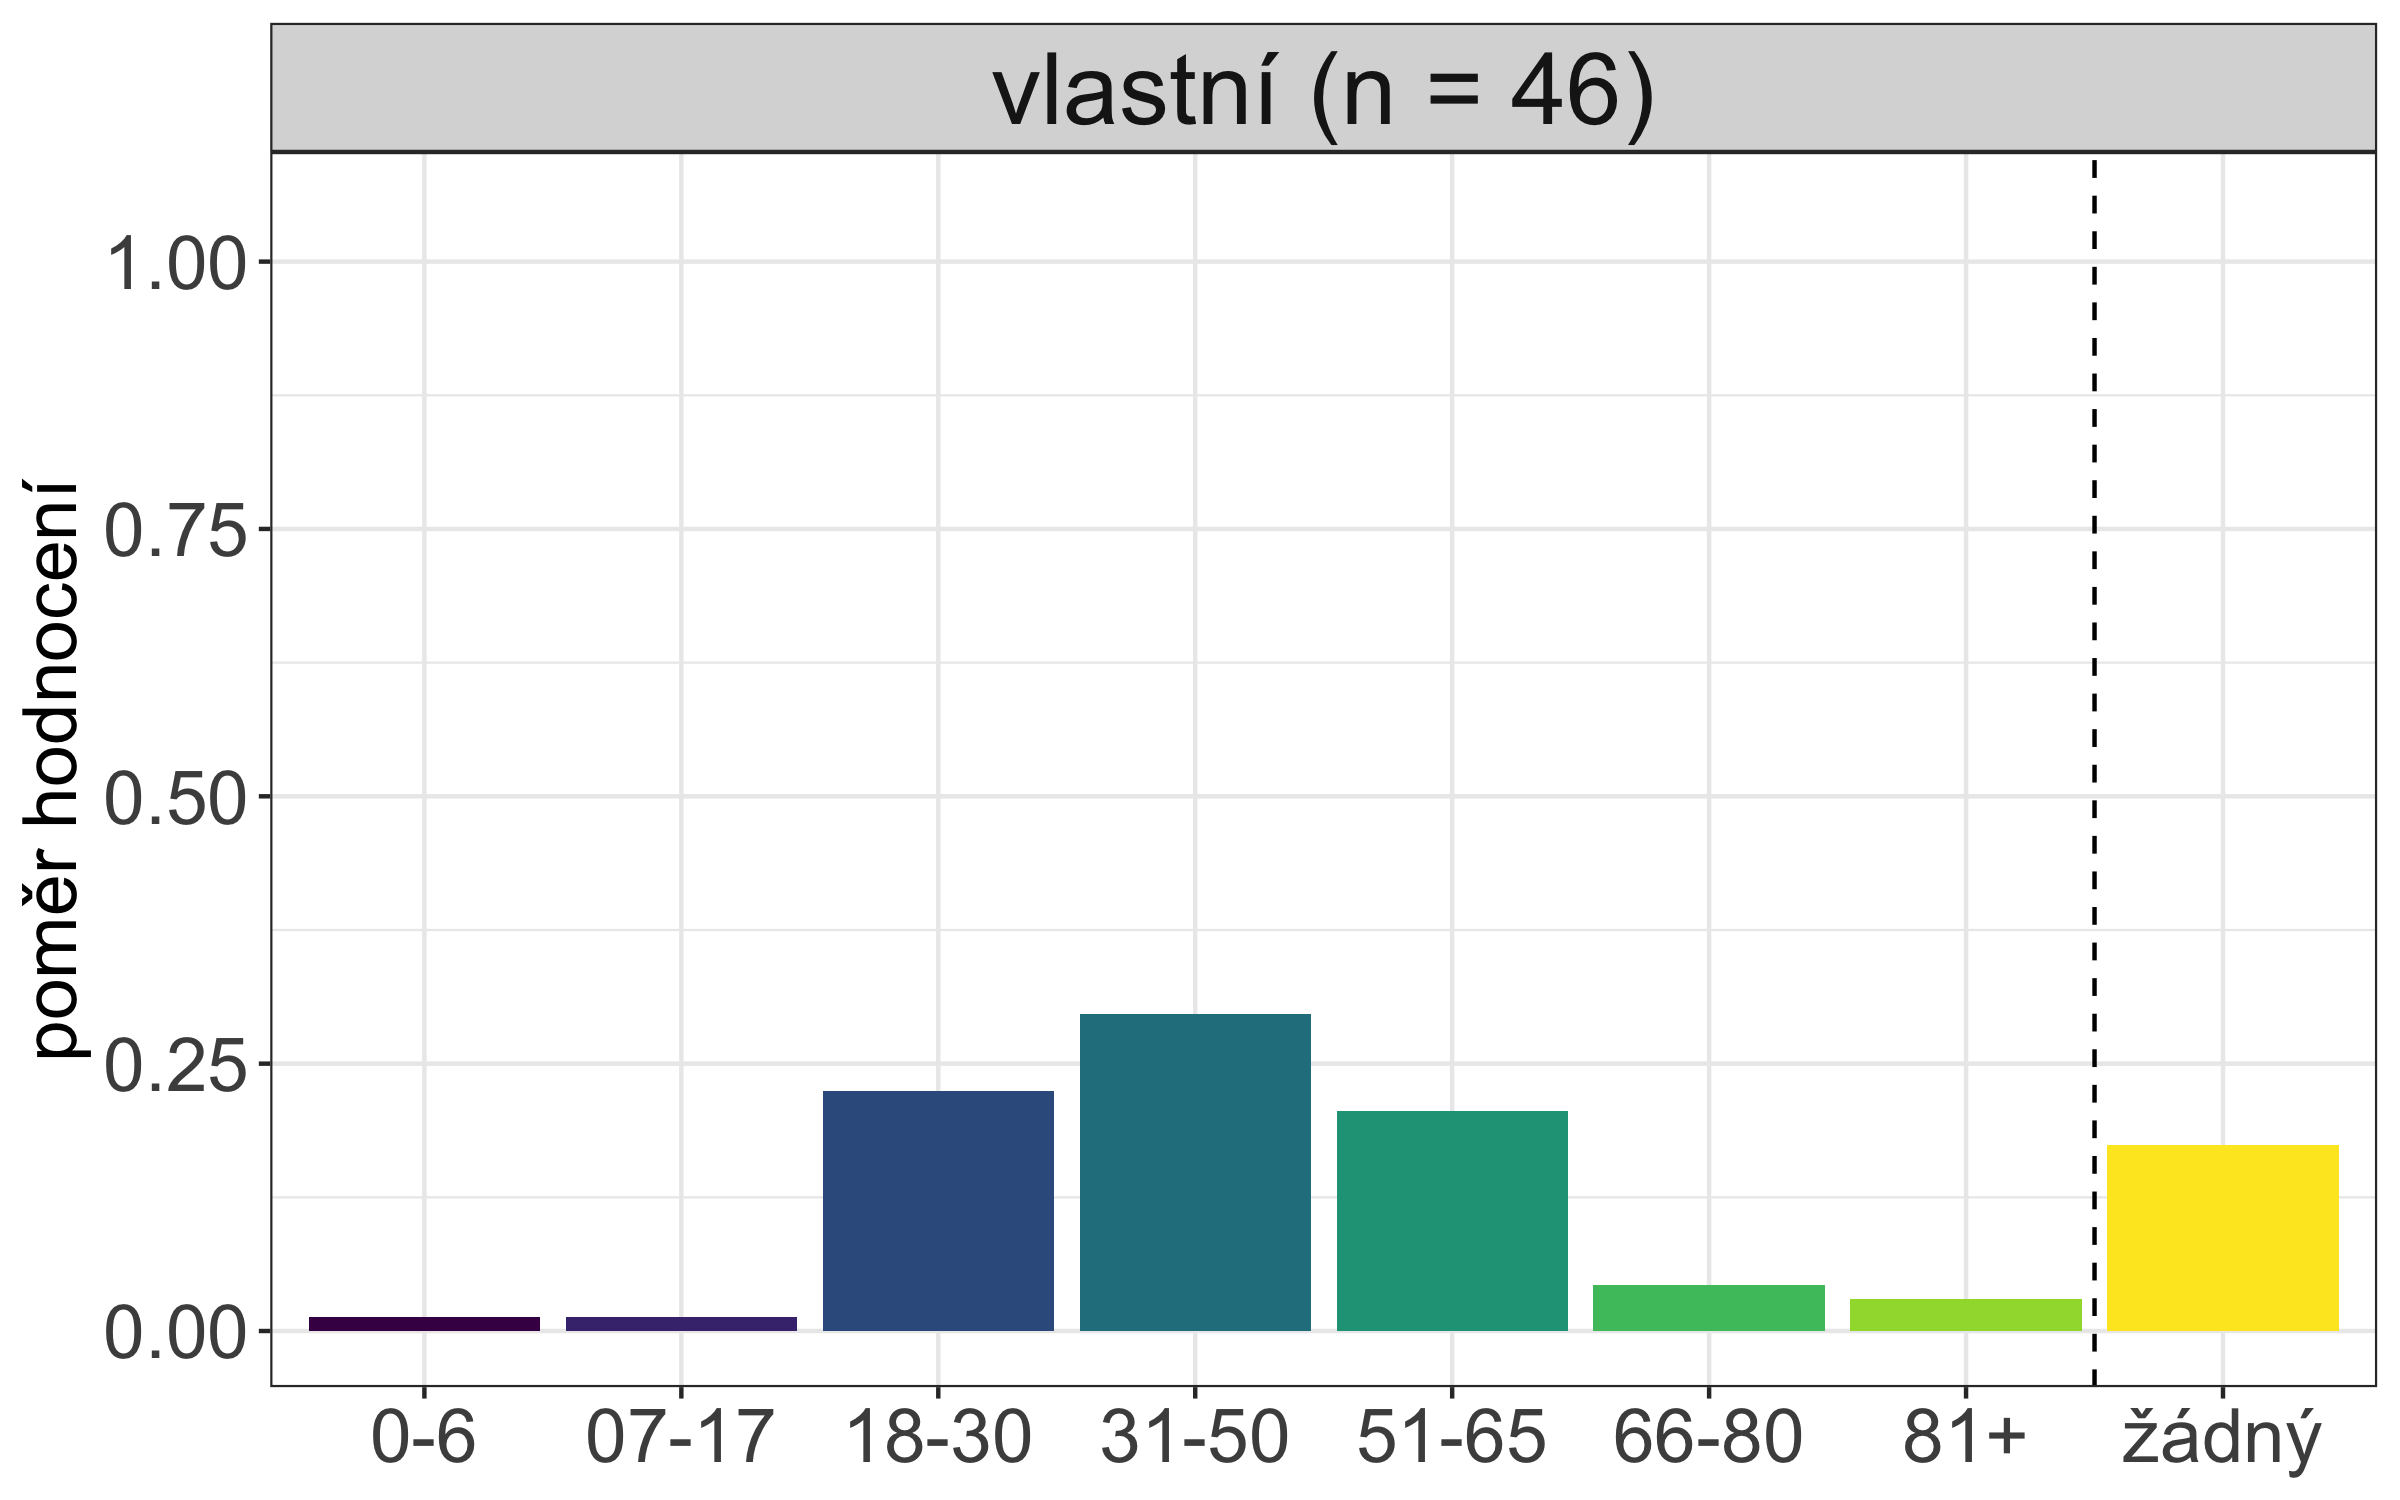 vlastní (n = 46)
poměr hodnocení
1.00
0.75
0.50
0.25
0.00
0-6 07-17 18-30 31-50 51-65 66-80 81+ žádný